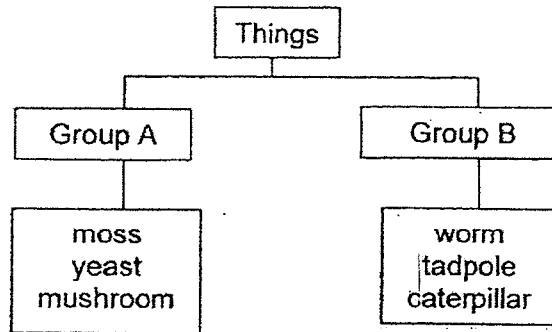 Things
Group A
Group B
moss
yeast
mushroom
worm
tadpole
caterpillar